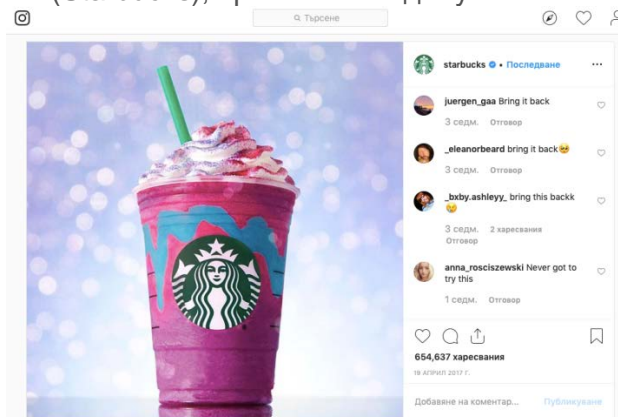 (Starbucks),
Търсене
starbucks • Последване
juergen_gaa Bring it back
3 седм. Отговор
_eleanorbeard bring it back🥺
3 седм. Отговор
_bxby.ashleyy_ bring this backk
😢
3 седм. 2 харесвания
Отговор
anna_rosciszewski Never got to
try this
1 седм. Отговор
654,637 харесвания
19 АПРИЛ 2017 Г.
Добавяне на коментар... Публикуване